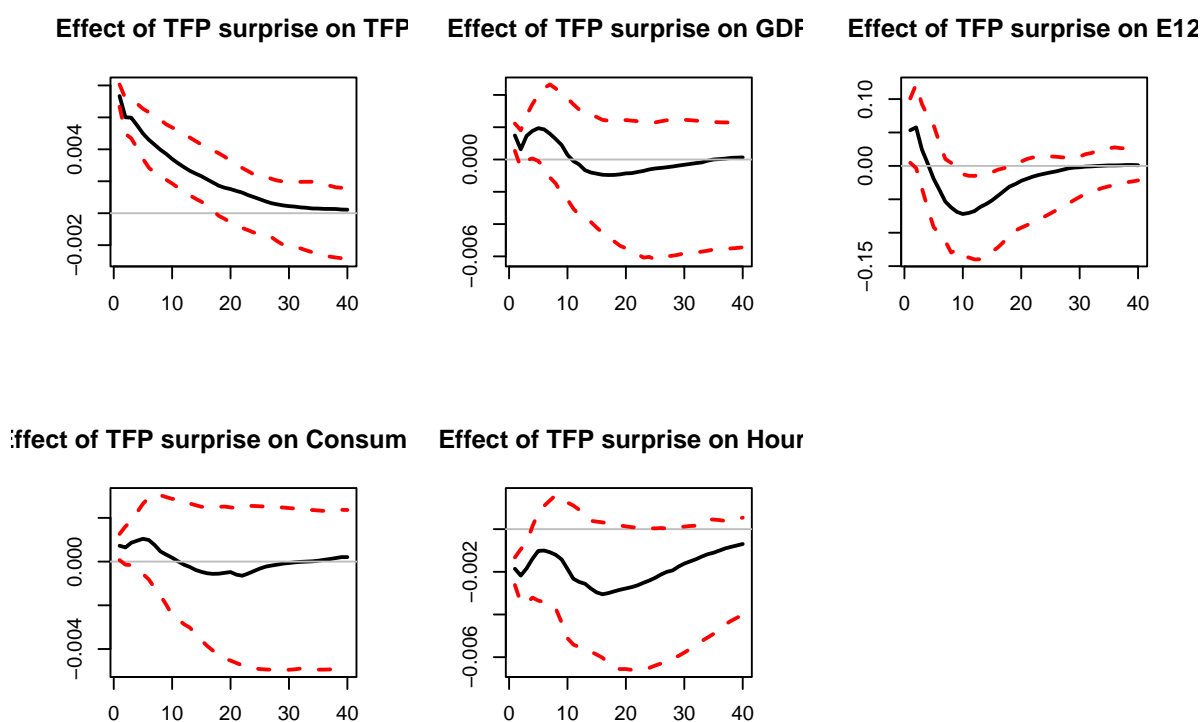 Effect of TFP surprise on TFP
Effect of TFP surprise on GDP
Effect of TFP surprise on E12
0.004
−0.002
0 10 20 30 40
0.000
−0.006
0 10 20 30 40
0.10
0.00
−0.15
0 10 20 30 40
Effect of TFP surprise on Consum
Effect of TFP surprise on Hour
0.000
−0.004
0 10 20 30 40
−0.002
−0.006
0 10 20 30 40